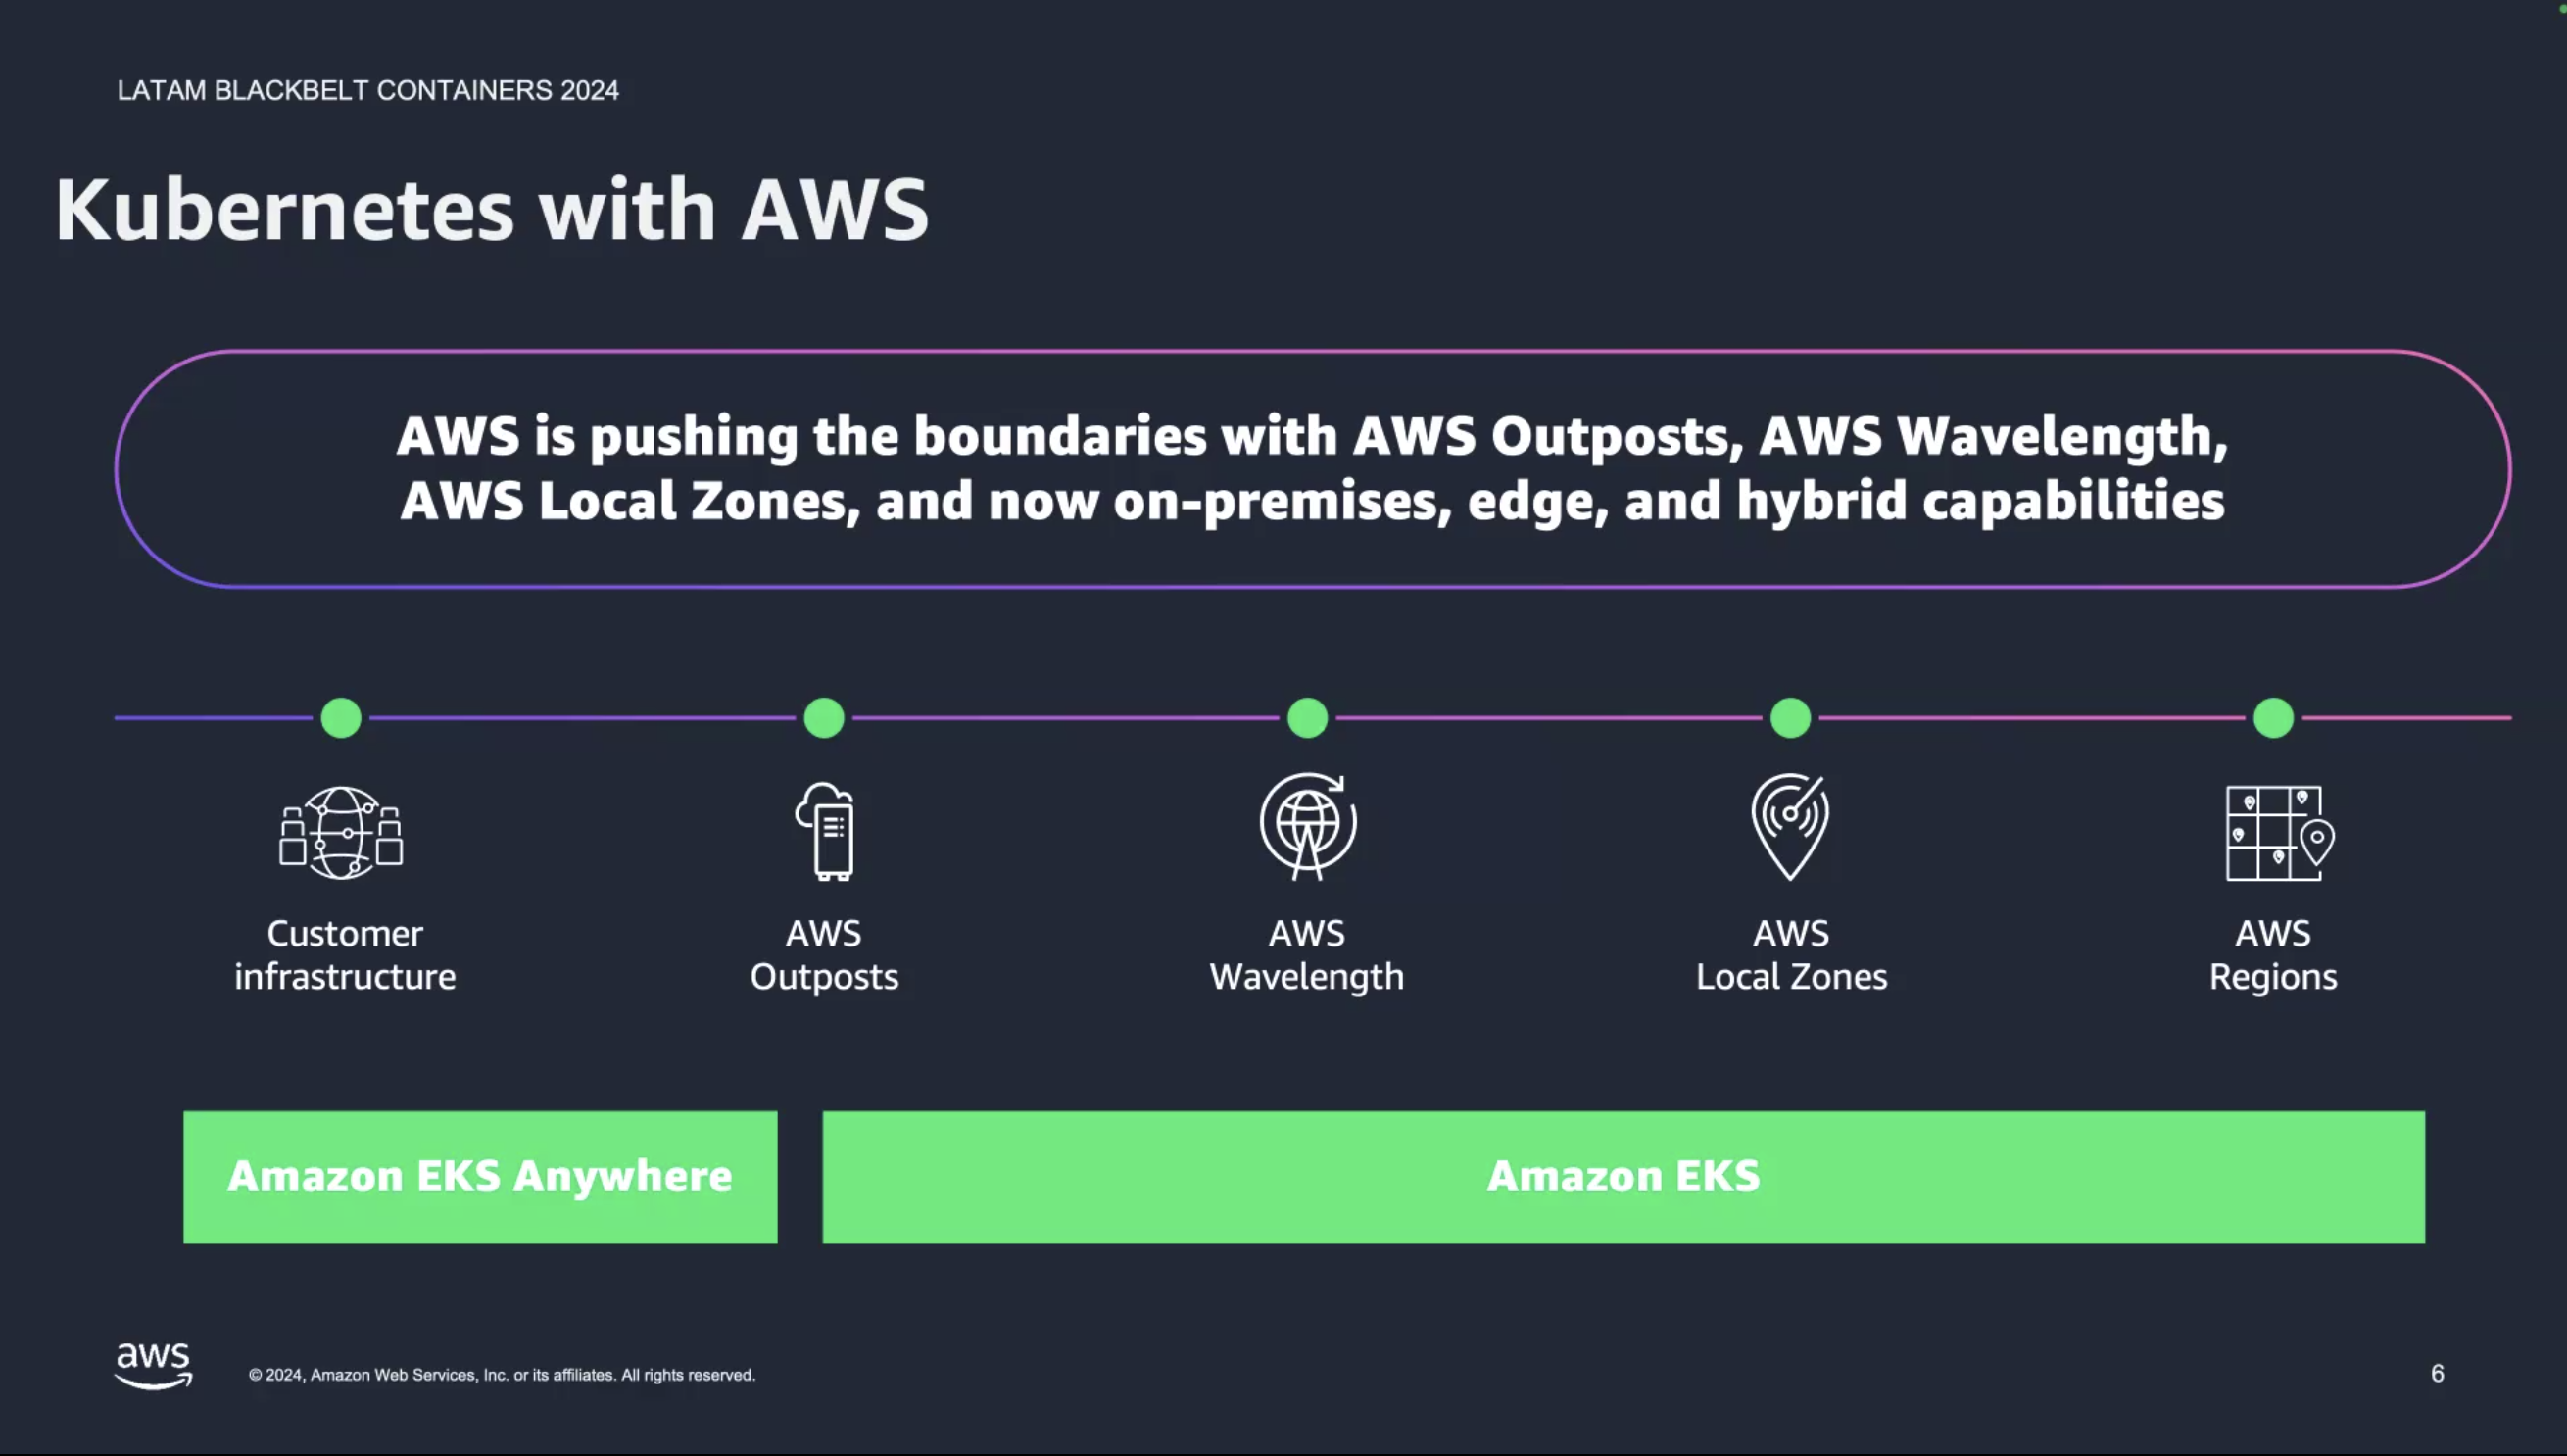 LATAM BLACKBELT CONTAINERS 2024
Kubernetes with AWS
AWS is pushing the boundaries with AWS Outposts, AWS Wavelength,
AWS Local Zones, and now on-premises, edge, and hybrid capabilities
Customer
infrastructure
AWS
Outposts
AWS
Wavelength
AWS
Local Zones
AWS
Regions
Amazon EKS Anywhere
Amazon EKS
aws
© 2024, Amazon Web Services, Inc. or its affiliates. All rights reserved.
6